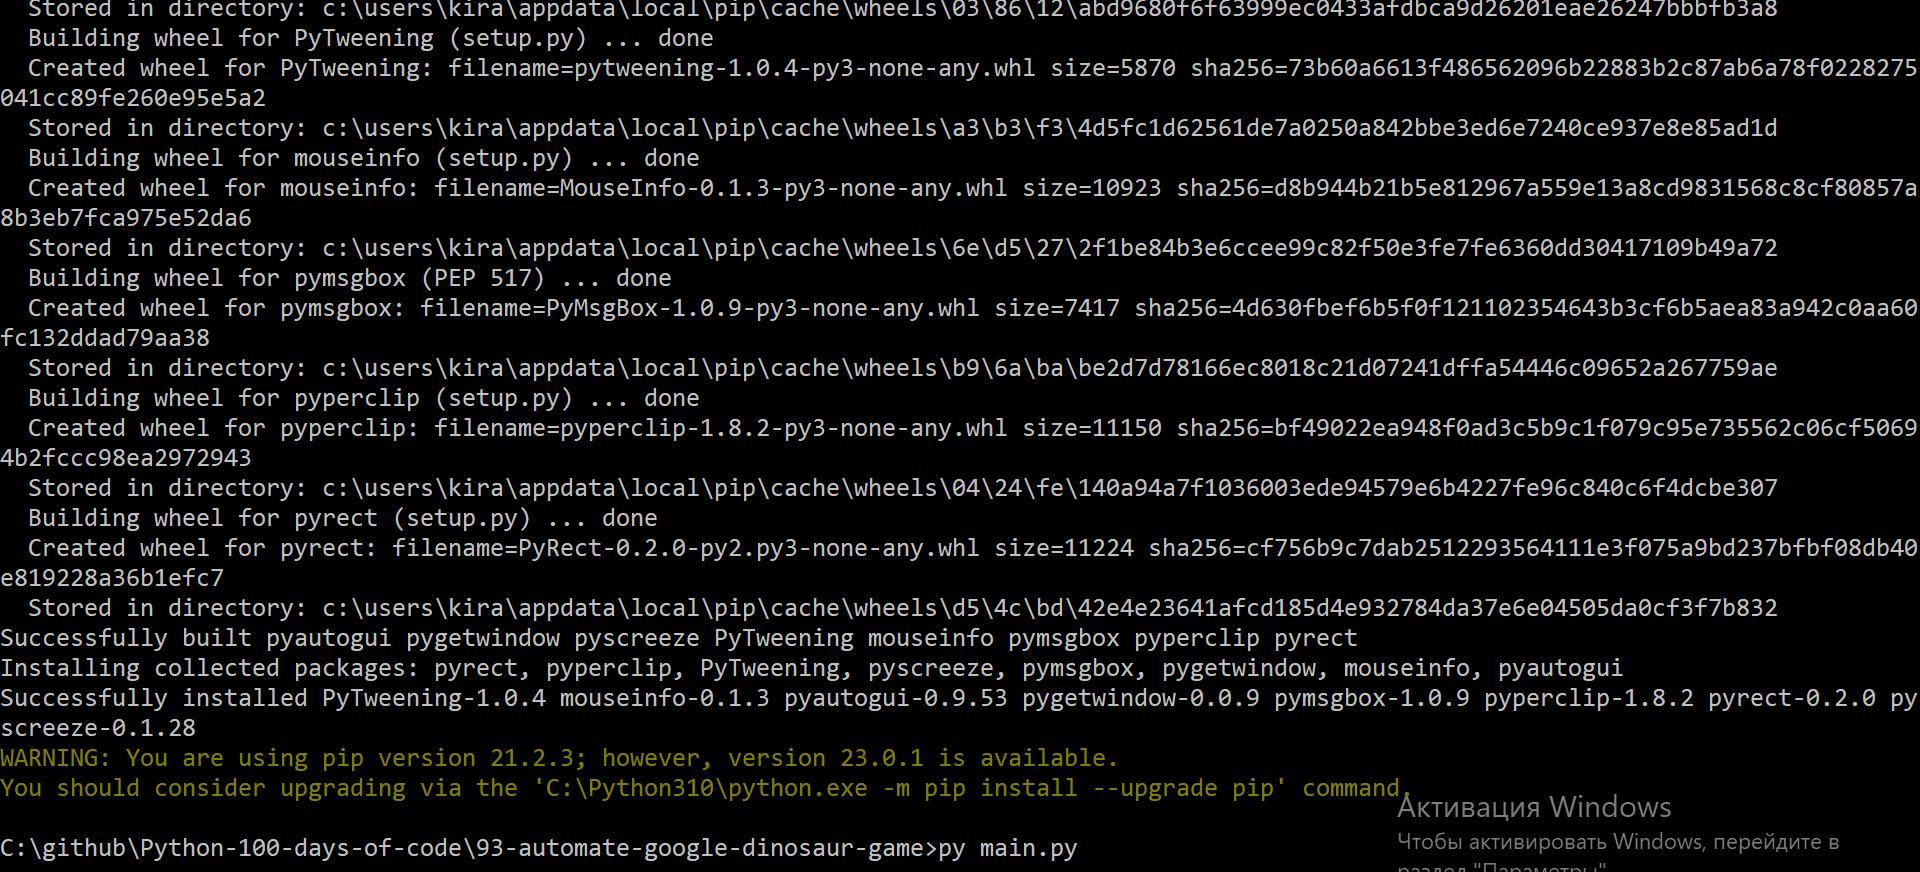 Stored in directory: c:\users\kira\appdata\local\pip\cache\wheels\03\86\12\abd9680f6f63999ec0433afdbca9d26201eae26247bbbfb3a8
Building wheel for PyTweening (setup.py) ... done
Created wheel for PyTweening: filename=pytweening-1.0.4-py3-none-any.whl size=5870 sha256=73b60a6613f486562096b22883b2c87ab6a78f0228275
041cc89fe260e95e5a2
Stored in directory: c:\users\kira\appdata\local\pip\cache\wheels\a3\b3\f3\4d5fc1d62561de7a0250a842bbe3ed6e7240ce937e8e85ad1d
Building wheel for mouseinfo (setup.py) ... done
Created wheel for mouseinfo: filename=MouseInfo-0.1.3-py3-none-any.whl size=10923 sha256=d8b944b21b5e812967a559e13a8cd9831568c8cf80857a
8b3eb7fca975e52da6
Stored in directory: c:\users\kira\appdata\local\pip\cache\wheels\6e\d5\27\2f1be84b3e6ccee99c82f50e3fe7fe6360dd30417109b49a72
Building wheel for pymsgbox (PEP 517) ... done
Created wheel for pymsgbox: filename=PyMsgBox-1.0.9-py3-none-any.whl size=7417 sha256=4d630fbef6b5f0f121102354643b3cf6b5aea83a942c0aa60
fc132ddad79aa38
Stored in directory: c:\users\kira\appdata\local\pip\cache\wheels\b9\6a\ba\be2d7d78166ec8018c21d07241dffa54446c09652a267759ae
Building wheel for pyperclip (setup.py) ... done
Created wheel for pyperclip: filename=pyperclip-1.8.2-py3-none-any.whl size=11150 sha256=bf49022ea948f0ad3c5b9c1f079c95e735562c06cf5069
4b2fccc98ea2972943
Stored in directory: c:\users\kira\appdata\local\pip\cache\wheels\04\24\fe\140a94a7f1036003ede94579e6b4227fe96c840c6f4dcbe307
Building wheel for pyrect (setup.py) ... done
Created wheel for pyrect: filename=PyRect-0.2.0-py2.py3-none-any.whl size=11224 sha256=cf756b9c7dab2512293564111e3f075a9bd237bfbf08db40
e819228a36b1efc7
Stored in directory: c:\users\kira\appdata\local\pip\cache\wheels\d5\4c\bd\42e4e23641afcd185d4e932784da37e6e04505da0cf3f7b832
Successfully built pyautogui pygetwindow pyscreeze PyTweening mouseinfo pymsgbox pyperclip pyrect
Installing collected packages: pyrect, pyperclip, PyTweening, pyscreeze, pymsgbox, pygetwindow, mouseinfo, pyautogui
Successfully installed PyTweening-1.0.4 mouseinfo-0.1.3 pyautogui-0.9.53 pygetwindow-0.0.9 pymsgbox-1.0.9 pyperclip-1.8.2 pyrect-0.2.0 py
screeze-0.1.28
WARNING: You are using pip version 21.2.3; however, version 23.0.1 is available.
You should consider upgrading via the 'C:\Python310\python.exe -m pip install --upgrade pip' command.
Активация Windows
C:\github\Python-100-days-of-code\93-automate-google-dinosaur-game>py main.py
Чтобы активировать Windows, перейдите в
раздел "Параметры"